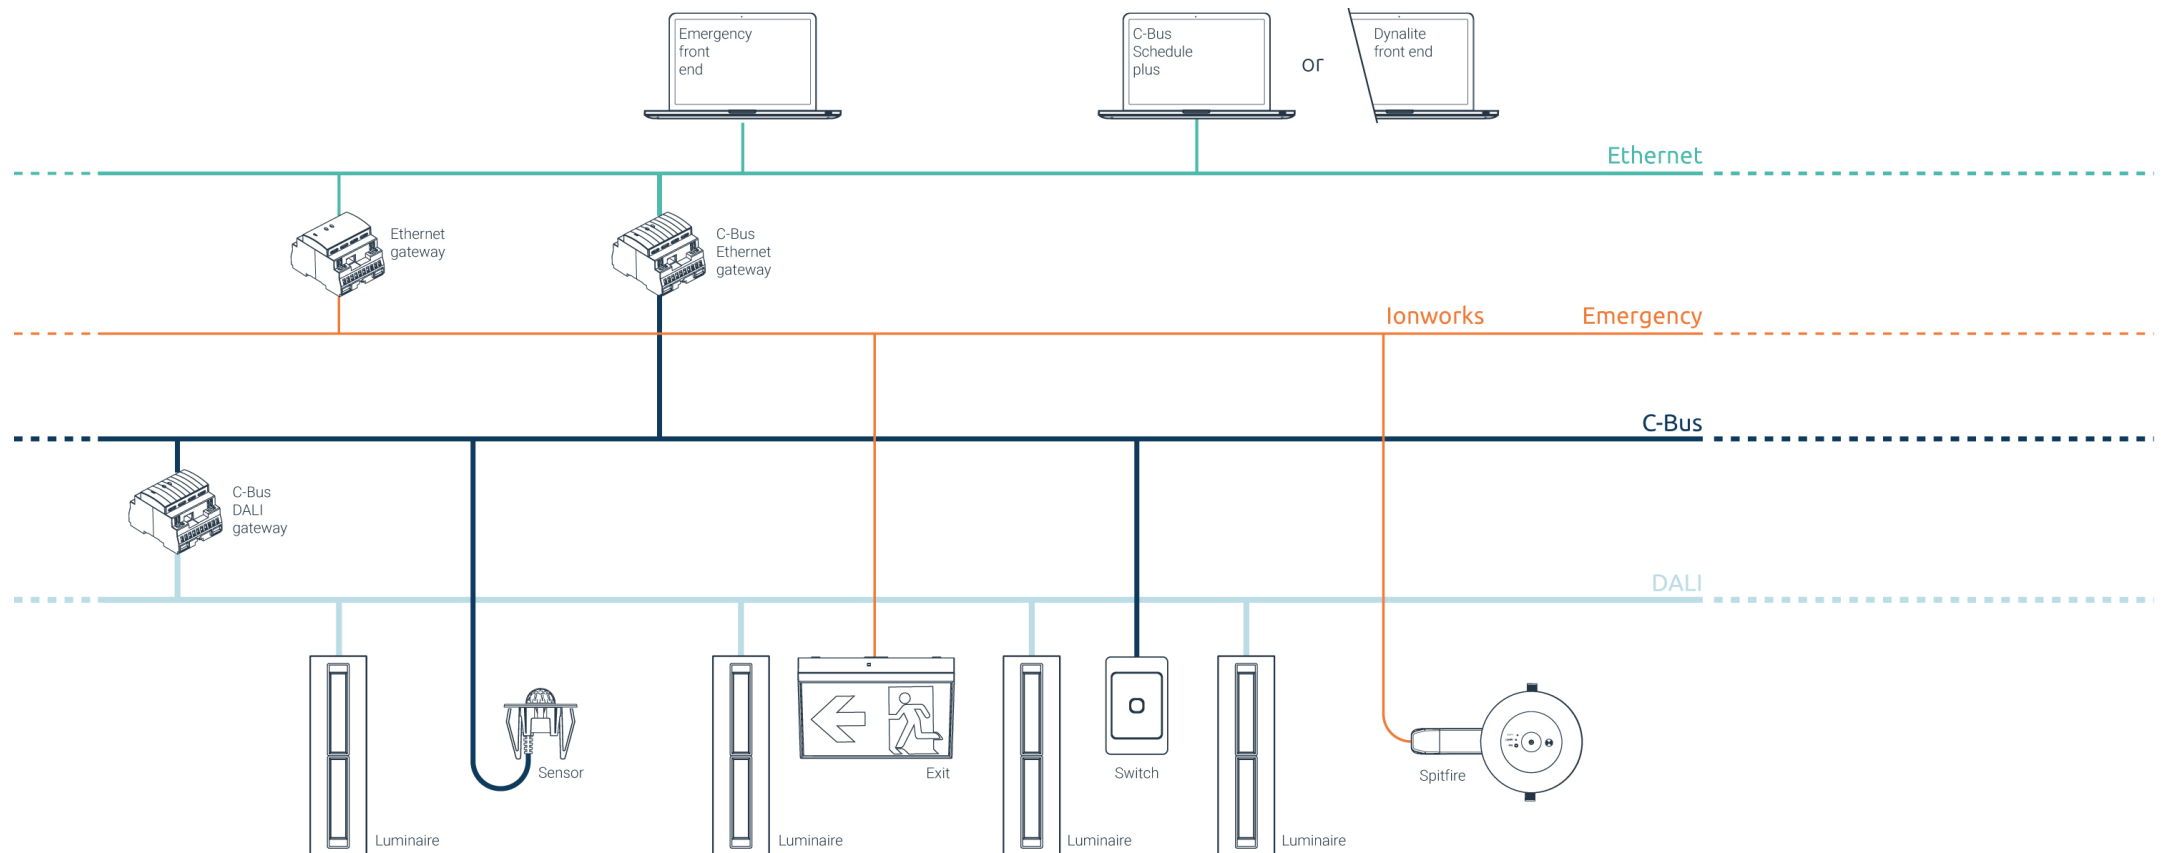 Emergency
front
end
C-Bus
Schedule
plus
or
Dynalite
front end
Ethernet
Ethernet
gateway
C-Bus
Ethernet
gateway
Ionworks
Emergency
C-Bus
C-Bus
DALI
gateway
DALI
Sensor
Exit
Switch
Spitfire
Luminaire
Luminaire
Luminaire
Luminaire